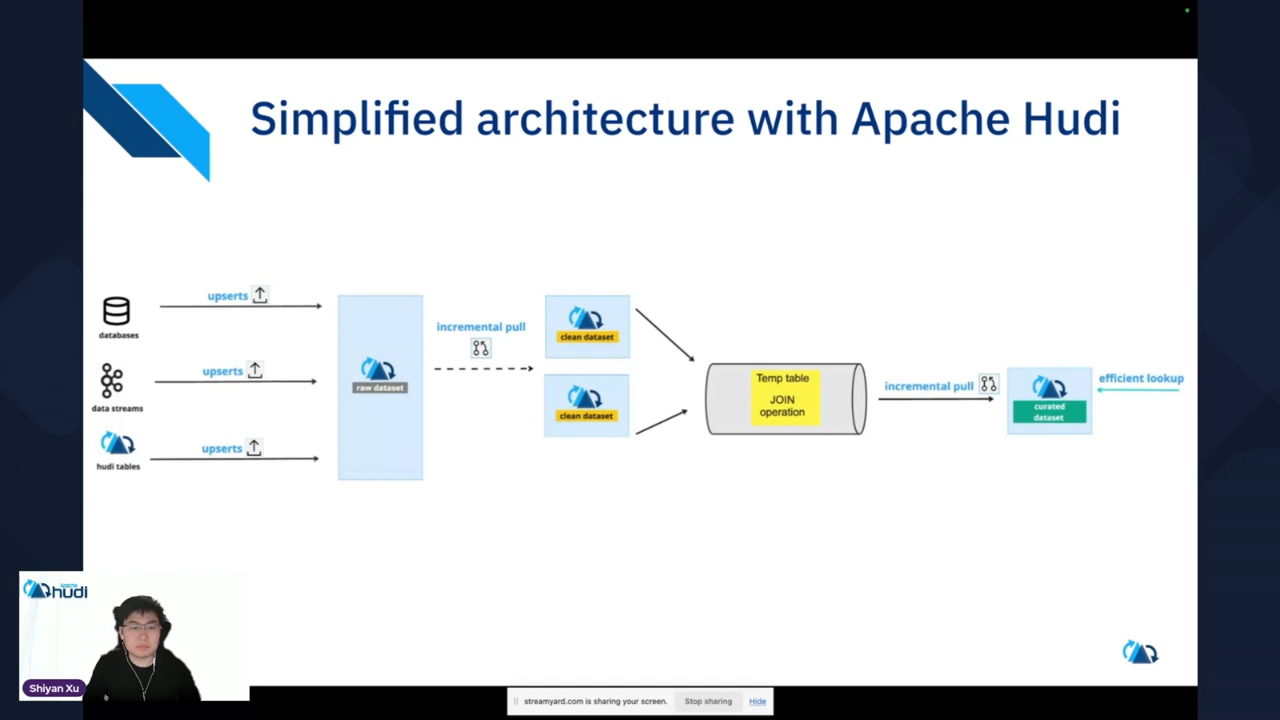 Simplified architecture with Apache Hudi
databases
upserts
data streams
upserts
hudi tables
upserts
raw dataset
incremental pull
clean dataset
clean dataset
Temp table
JOIN
operation
incremental pull
curated
dataset
efficient lookup
Apache
hudi
Shiyan Xu
streamyard.com is sharing your screen.
Stop sharing
Hide